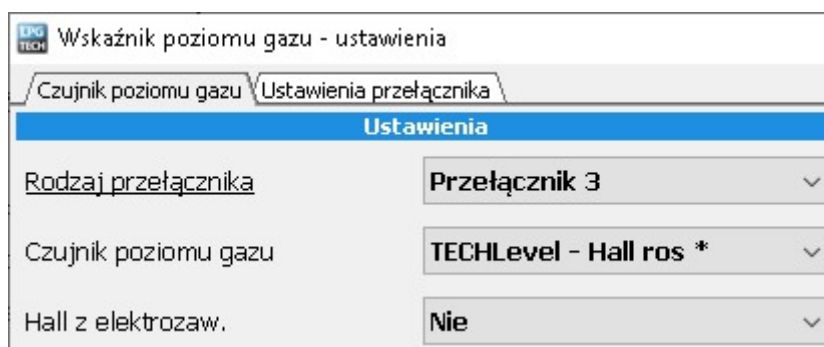 LPG
TECH
Wskaźnik poziomu gazu - ustawienia
Czujnik poziomu gazu
Ustawienia przełącznika
Ustawienia
Rodzaj przełącznika
Przełącznik 3
Czujnik poziomu gazu
TECHLevel - Hall ros *
Hall z elektrozaw.
Nie